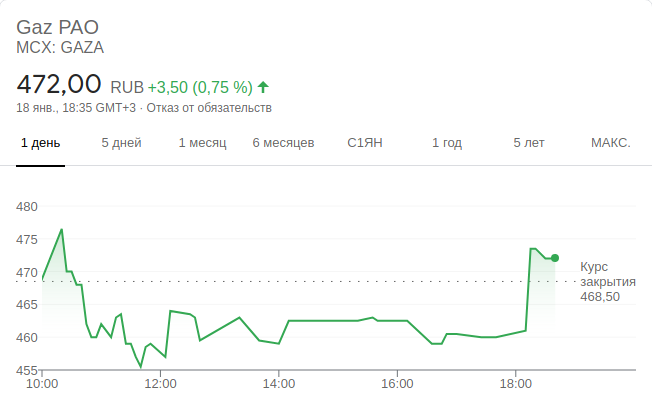 Gaz PAO
MCX: GAZA
472,00 RUB +3,50 (0,75 %)
18 янв., 18:35 GMT+3 · Отказ от обязательств
1 день 5 дней 1 месяц 6 месяцев С1ЯН 1 год 5 лет МАКС.
480
475
470
465
460
455
Курс
закрытия
468,50
10:00 12:00 14:00 16:00 18:00